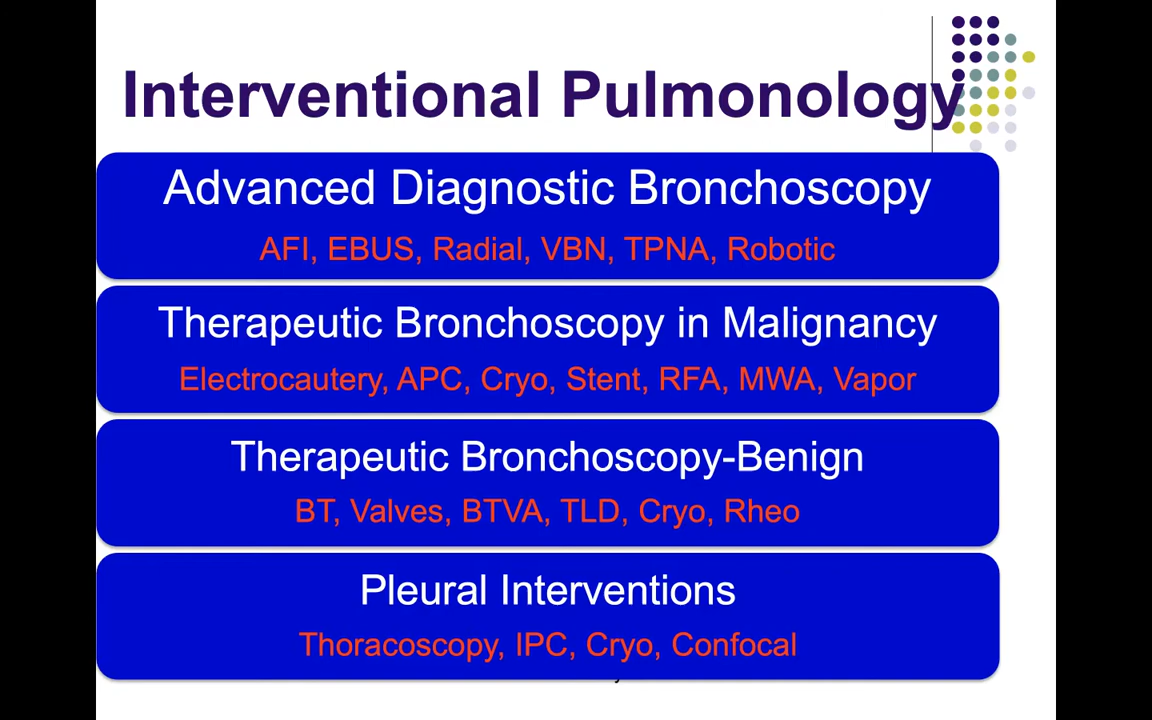 Interventional Pulmonology
Advanced Diagnostic Bronchoscopy
AFI, EBUS, Radial, VBN, TPNA, Robotic
Therapeutic Bronchoscopy in Malignancy
Electrocautery, APC, Cryo, Stent, RFA, MWA, Vapor
Therapeutic Bronchoscopy-Benign
BT, Valves, BTVA, TLD, Cryo, Rheo
Pleural Interventions
Thoracoscopy, IPC, Cryo, Confocal